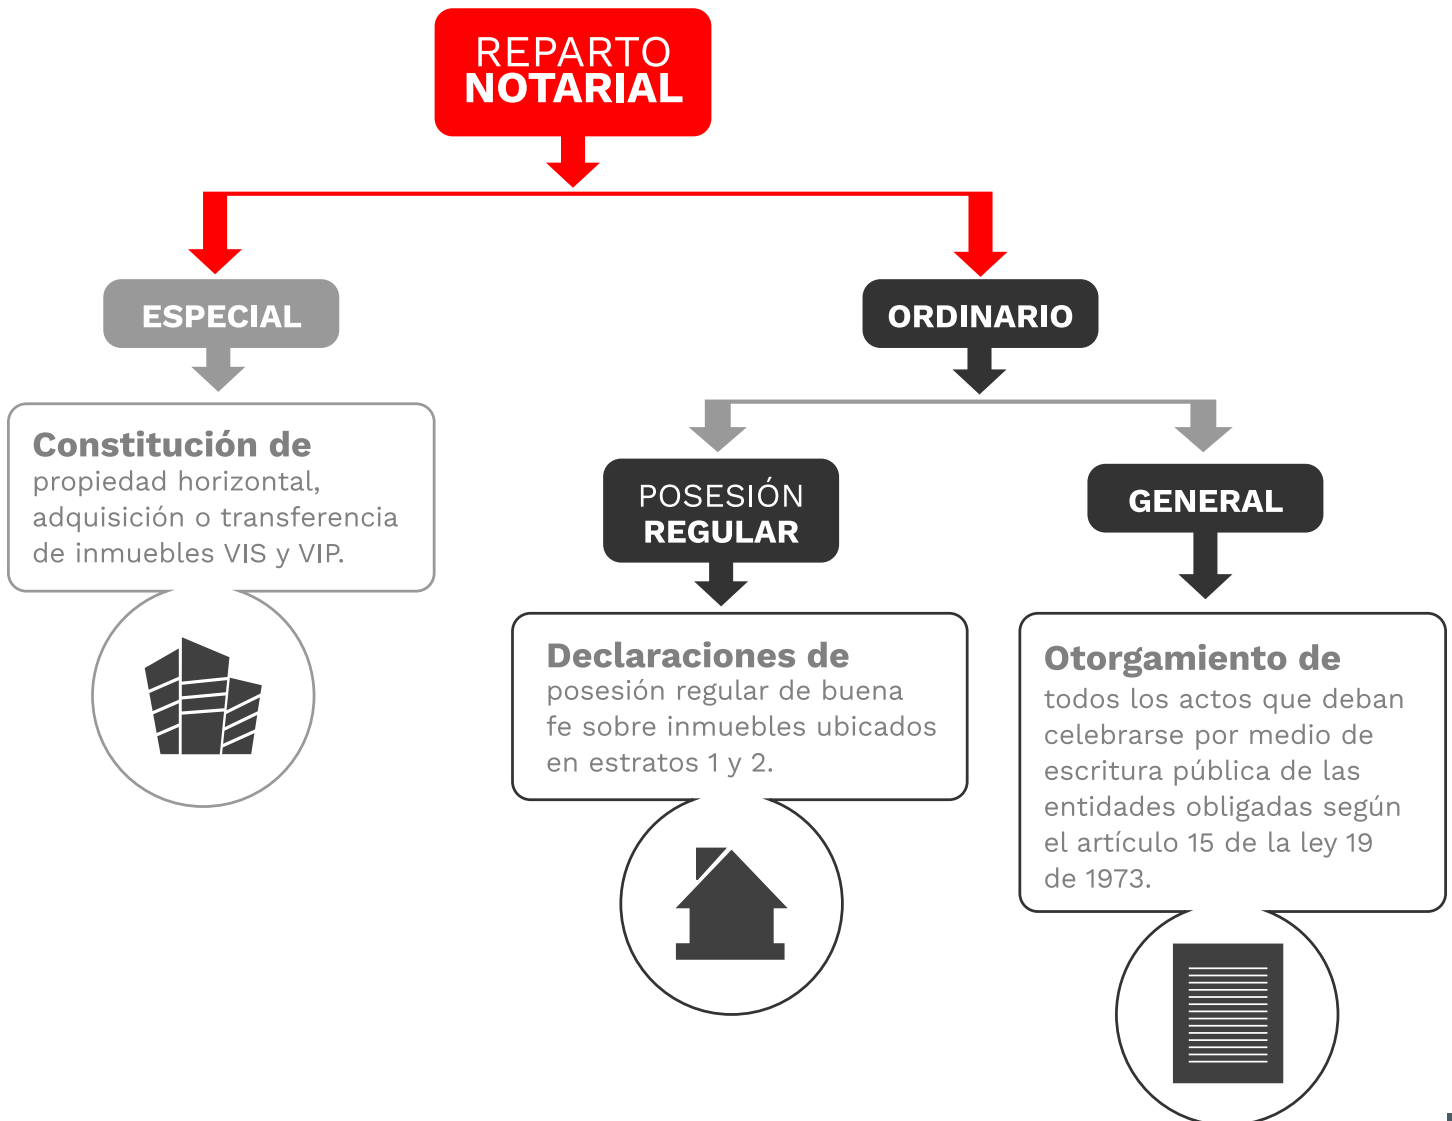 REPARTO
NOTARIAL
ESPECIAL
ORDINARIO
Constitución de
propiedad horizontal,
adquisición o transferencia
de inmuebles VIS y VIP.
POSESIÓN
REGULAR
GENERAL
Declaraciones de
posesión regular de buena
fe sobre inmuebles ubicados
en estratos 1 y 2.
Otorgamiento de
todos los actos que deban
celebrarse por medio de
escritura pública de las
entidades obligadas según
el artículo 15 de la ley 19
de 1973.